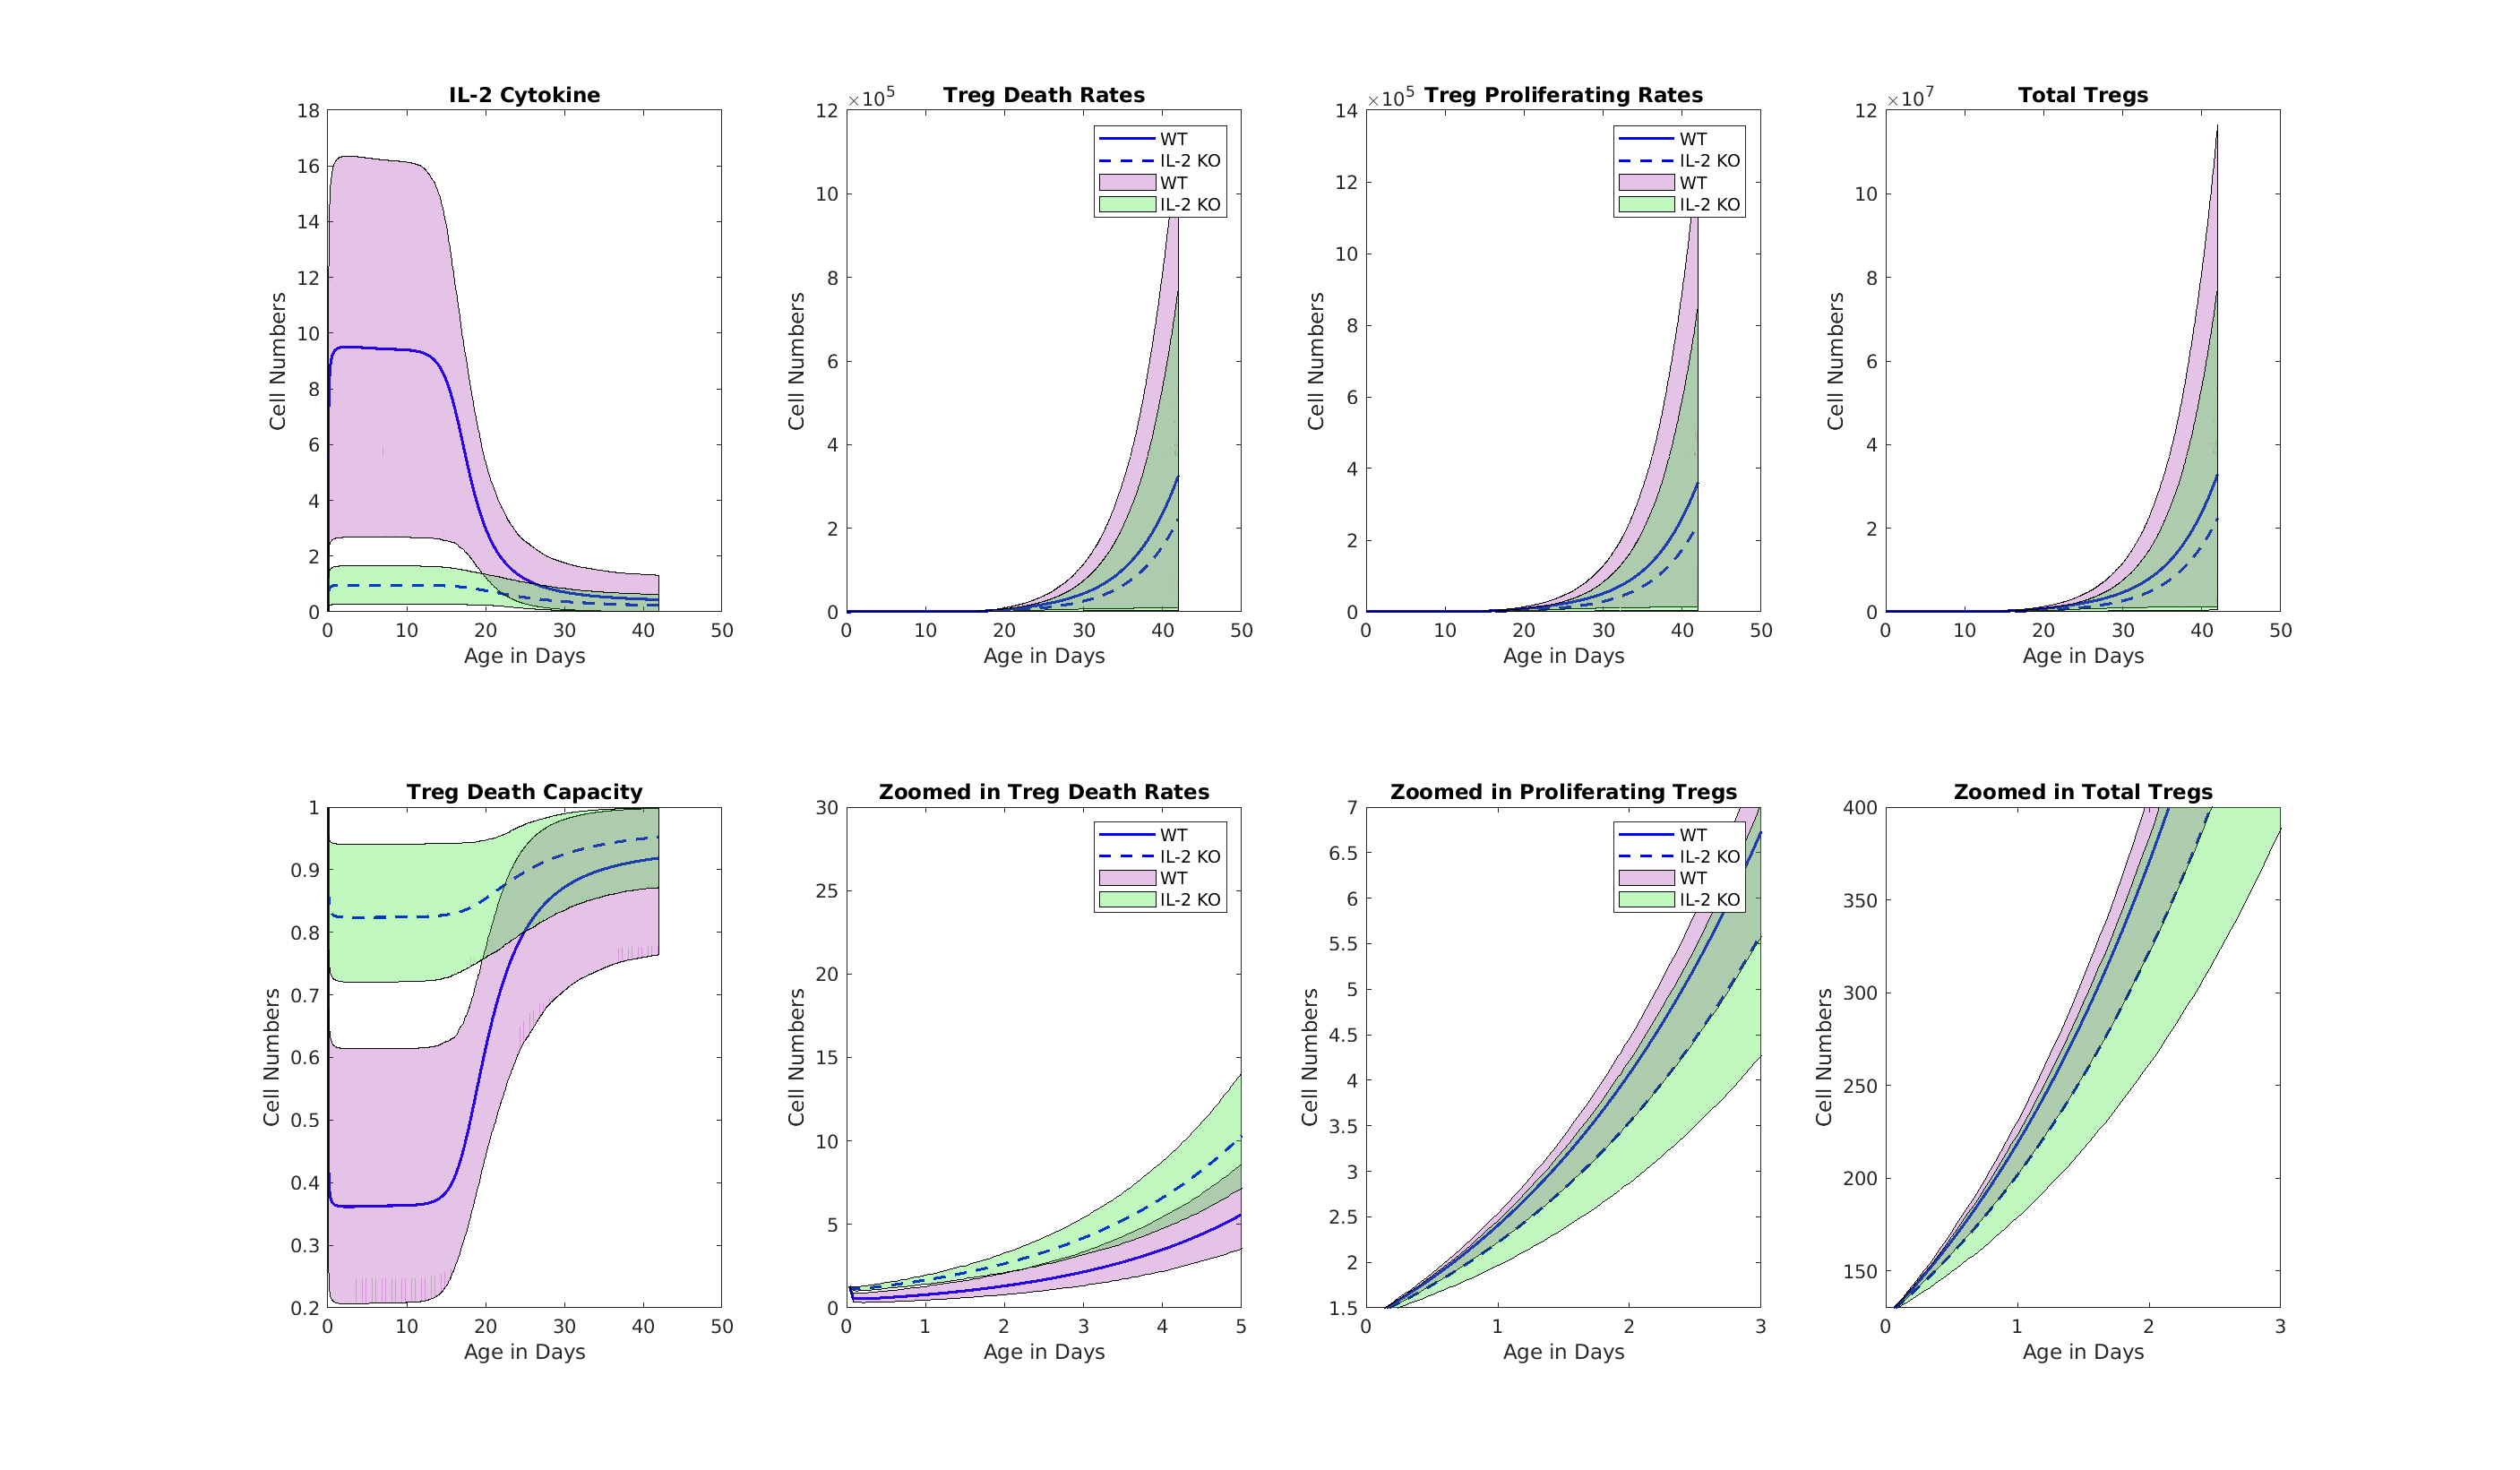 IL-2 Cytokine
18
16
14
12
10
8
6
4
2
0
0 10 20 30 40 50
Cell Numbers
Age in Days
×10^5
Treg Death Rates
12
10
8
6
4
2
0
0 10 20 30 40 50
Cell Numbers
Age in Days
WT
IL-2 KO
WT
IL-2 KO
×10^5
Treg Proliferating Rates
14
12
10
8
6
4
2
0
0 10 20 30 40 50
Cell Numbers
Age in Days
WT
IL-2 KO
WT
IL-2 KO
×10^7
Total Tregs
12
10
8
6
4
2
0
0 10 20 30 40 50
Cell Numbers
Age in Days
Treg Death Capacity
1
0.9
0.8
0.7
0.6
0.5
0.4
0.3
0.2
0 10 20 30 40 50
Cell Numbers
Age in Days
Zoomed in Treg Death Rates
30
25
20
15
10
5
0
0 1 2 3 4 5
Cell Numbers
Age in Days
WT
IL-2 KO
WT
IL-2 KO
Zoomed in Proliferating Tregs
7
6.5
6
5.5
5
4.5
4
3.5
3
2.5
2
1.5
0 1 2 3
Cell Numbers
Age in Days
WT
IL-2 KO
WT
IL-2 KO
Zoomed in Total Tregs
400
350
300
250
200
150
0 1 2 3
Cell Numbers
Age in Days